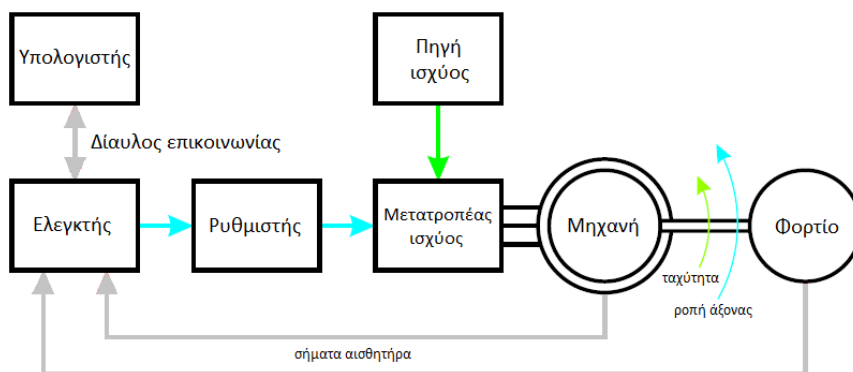 Υπολογιστής
Πηγή
ισχύος
Δίαυλος επικοινωνίας
Ελεγκτής
Ρυθμιστής
Μετατροπέας
ισχύος
Μηχανή
Φορτίο
ταχύτητα
ροπή άξονας
σήματα αισθητήρα